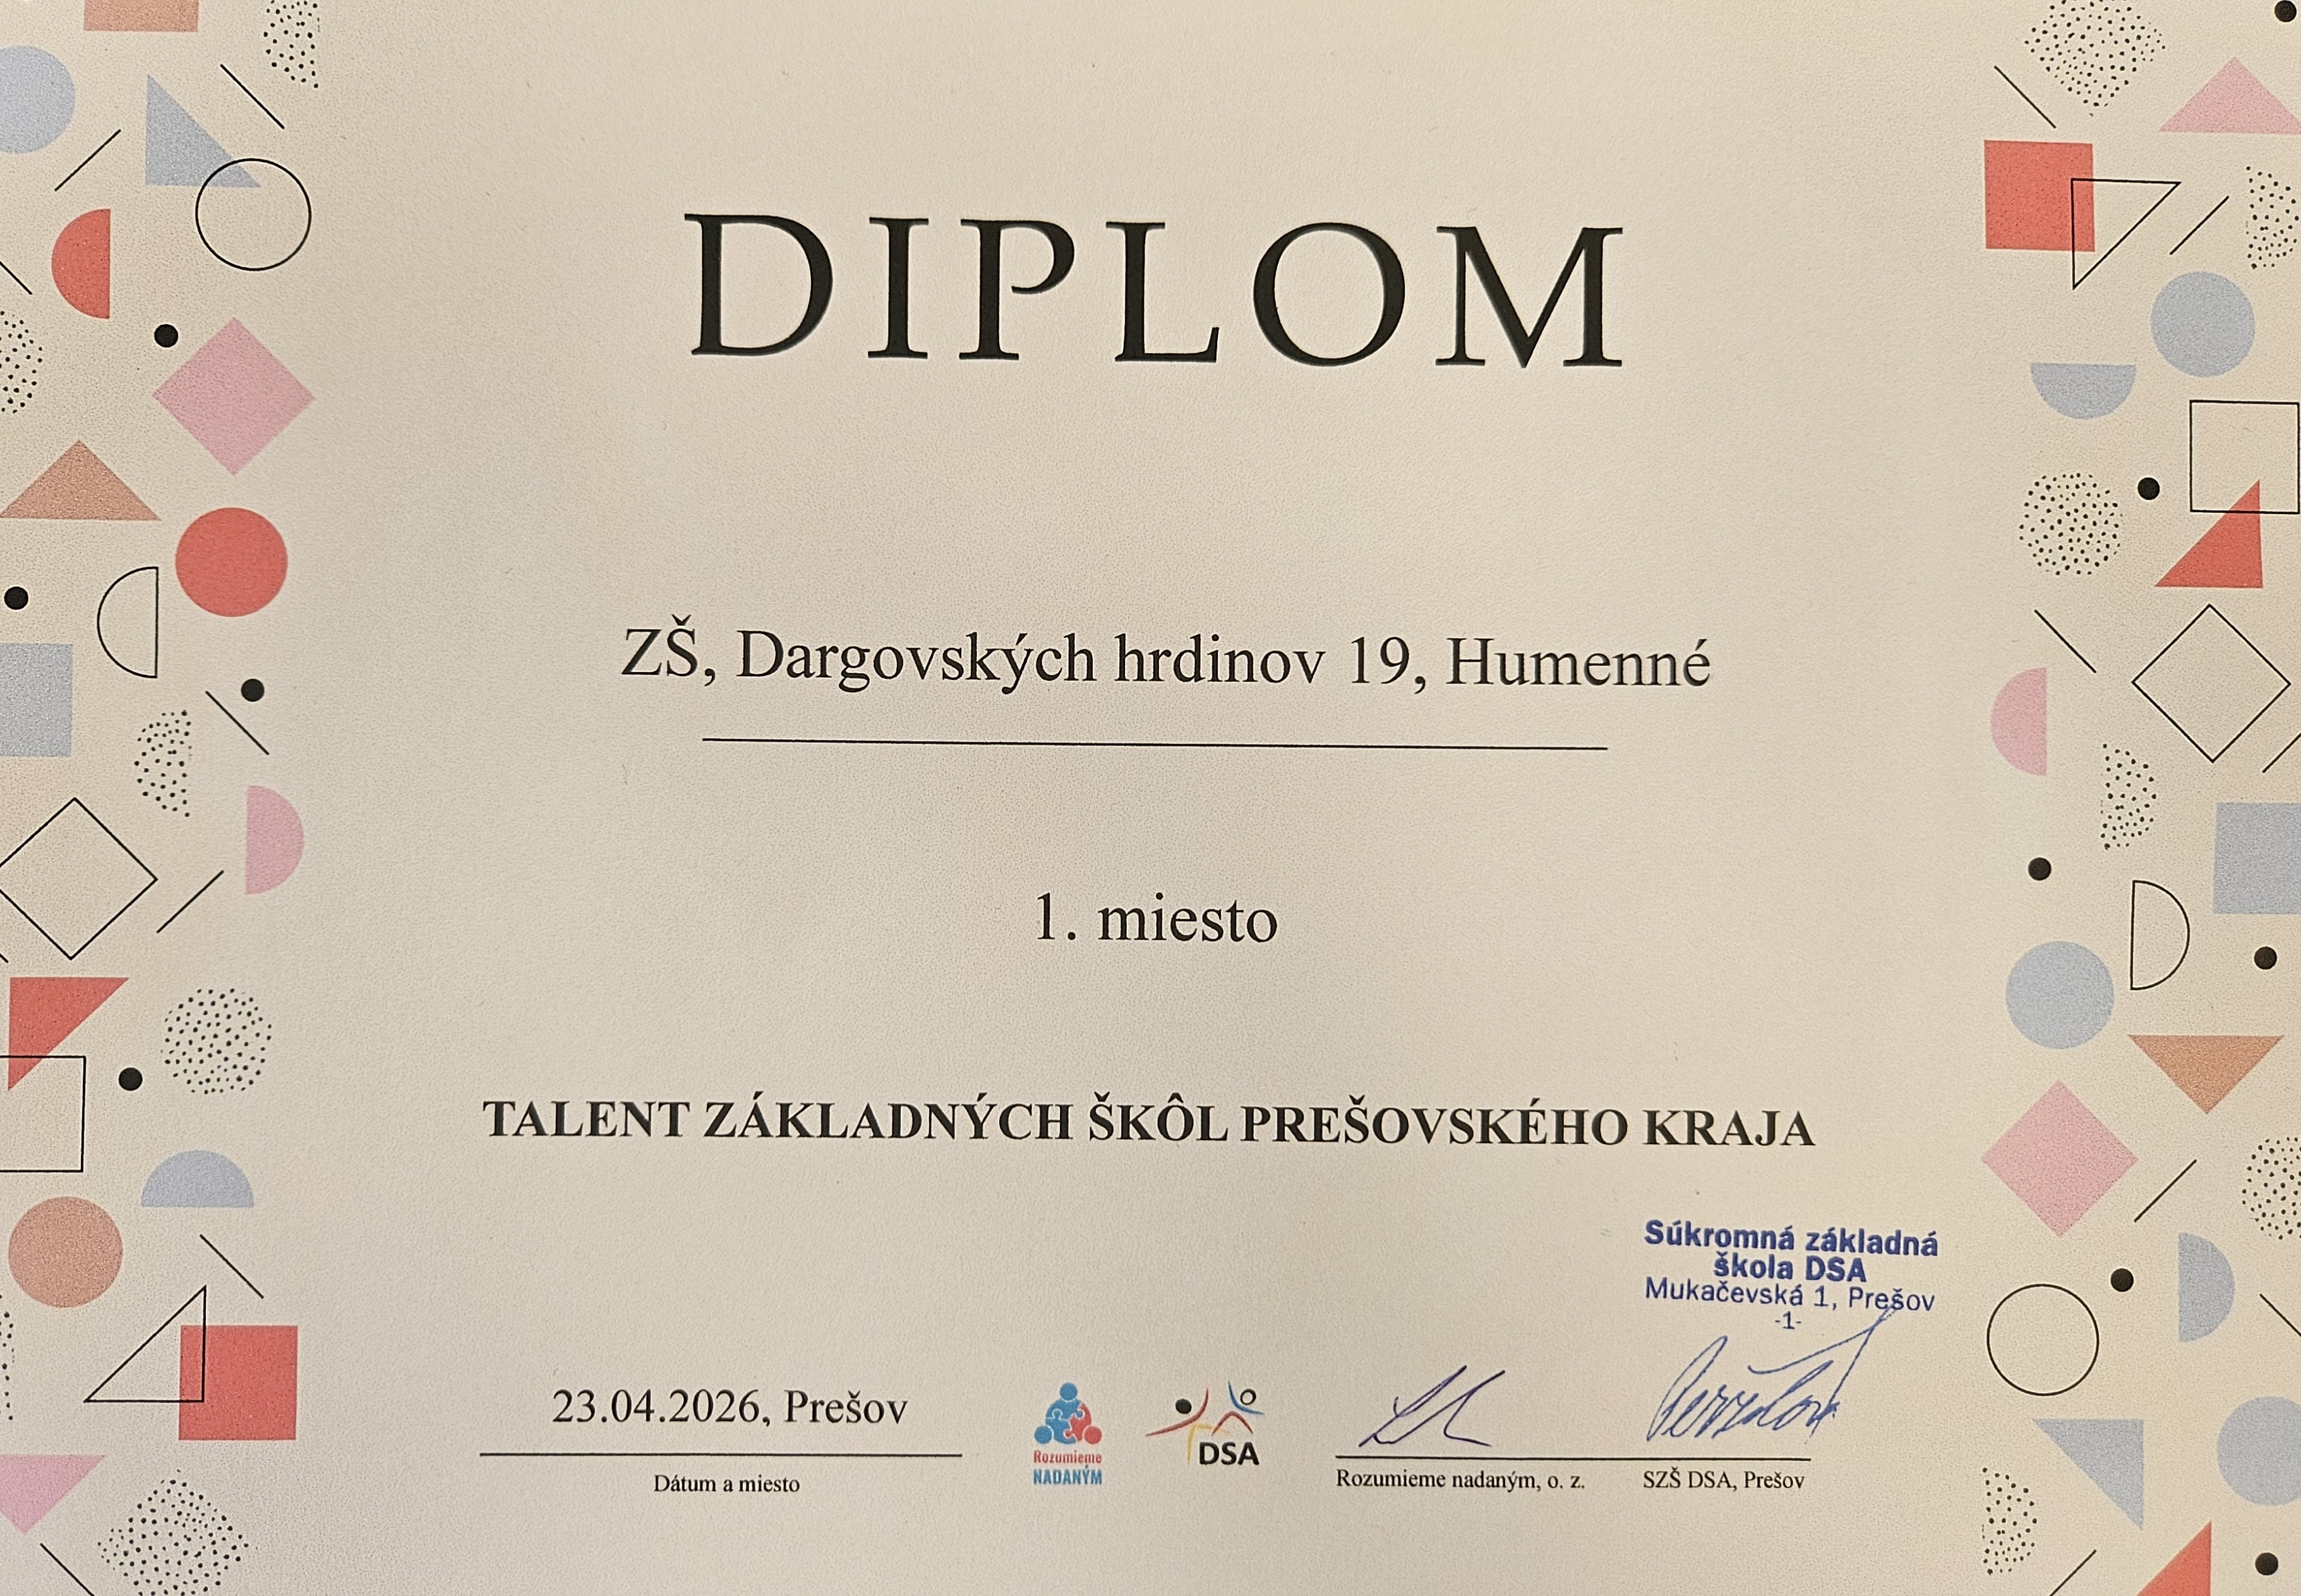 DIPLOM
ZŠ, Dargovských hrdinov 19, Humenné
1. miesto
TALENT ZÁKLADNÝCH ŠKÔL PREŠOVSKÉHO KRAJA
Súkromná základná
škola DSA
Mukačevská 1, Prešov
-1-
23.04.2026, Prešov
Dátum a miesto
Rozumieme
NADANÝM
DSA
Rozumieme nadaným, o. z.
SZŠ DSA, Prešov